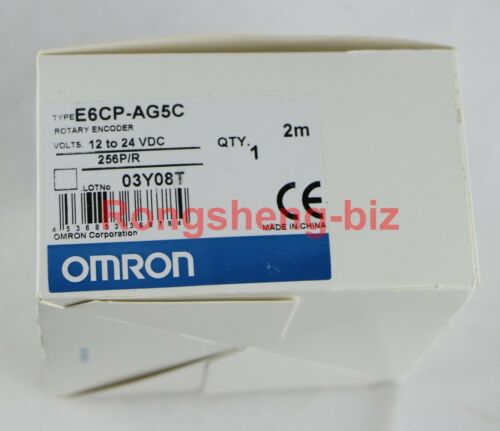 TYPE E6CP-AG5C
ROTARY ENCODER
VOLTS. 12 to 24 VDC
256P/R
QTY. 1
2m
LOTNo 03Y08T
Rongsheng-biz
CE
OMRON Corporation
MADE IN CHINA
OMRON